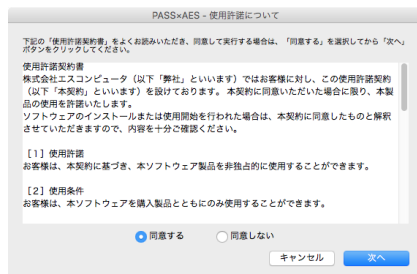 PASS×AES - 使用許諾について
下記の「使用許諾契約書」をよくお読みいただき、同意して実行する場合は、「同意する」を選択してから「次へ」
ボタンをクリックしてください。
使用許諾契約書
株式会社エスコンピュータ（以下「弊社」といいます）ではお客様に対し、この使用許諾契約
（以下「本契約」といいます）を設けております。 本契約に同意いただいた場合に限り、本製
品の使用を許諾いたします。
ソフトウェアのインストールまたは使用開始を行われた場合は、本契約に同意したものと解釈
させていただきますので、内容を十分ご確認ください。
［1］使用許諾
お客様は、本契約に基づき、本ソフトウェア製品を非独占的に使用することができます。
［2］使用条件
お客様は、本ソフトウェアを購入製品とともにのみ使用することができます。
同意する 同意しない
キャンセル 次へ